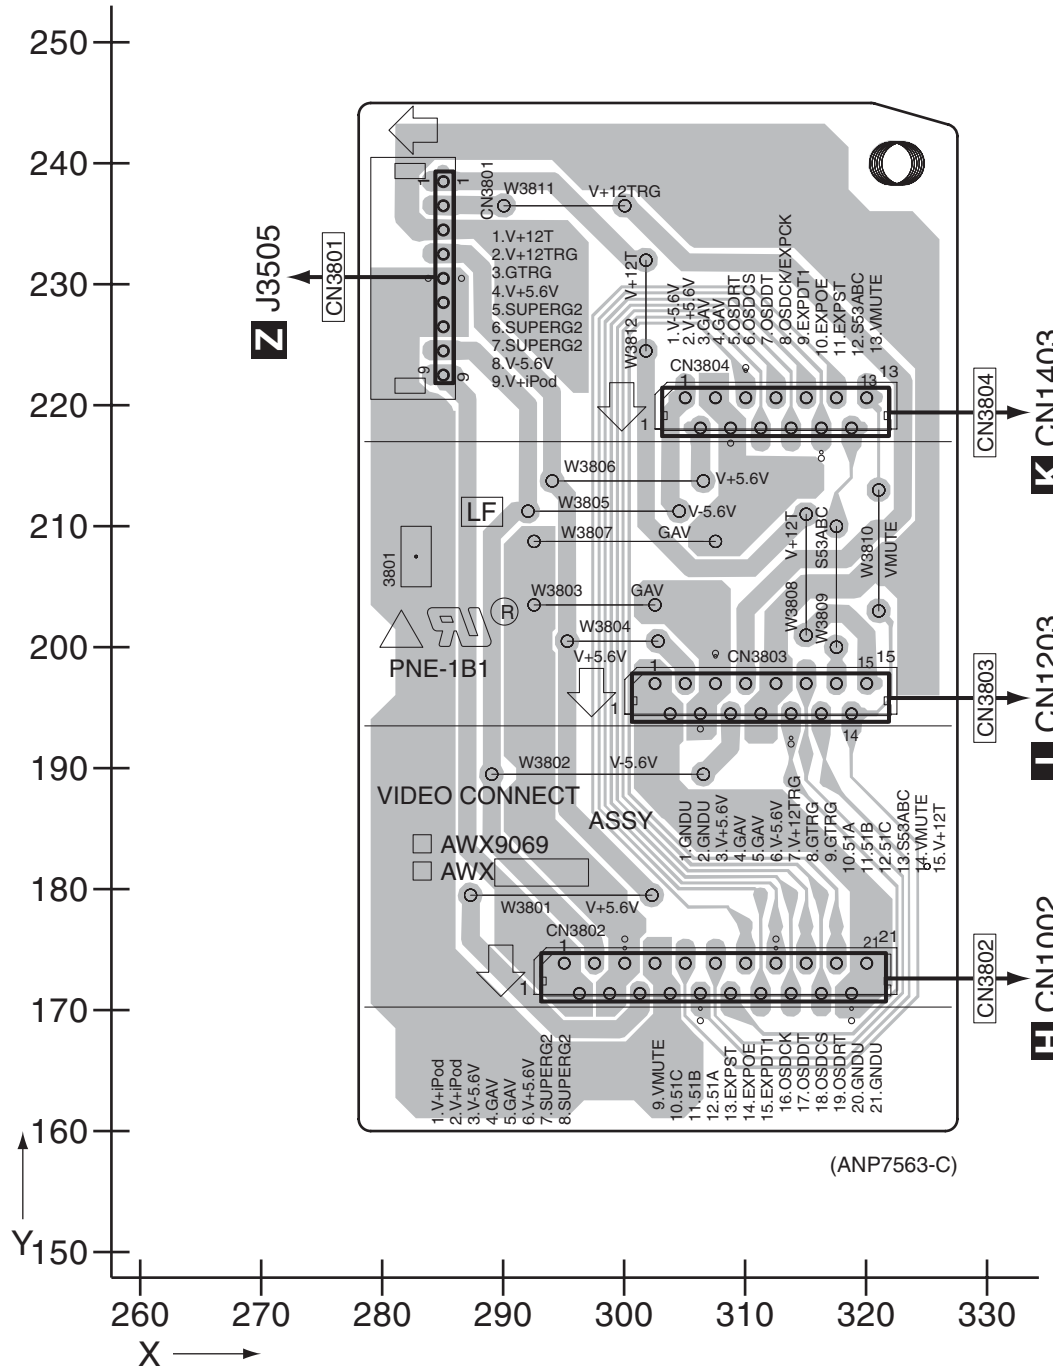 250
240
230
220
210
200
190
180
170
160
Y
150
260
270
280
290
300
310
320
330
X
Z J3505
CN3801
K CN1403
CN3804
CN1203
CN3803
H CN1002
CN3802
1
1
CN3801
9
9
W3811
V+12TRG
1.V+12T
2.V+12TRG
3.GTRG
4.V+5.6V
5.SUPERG2
6.SUPERG2
7.SUPERG2
8.V-5.6V
9.V+iPod
V+12T
W3812
1.V-5.6V
2.V+5.6V
3.GAV
4.GAV
5.OSDRT
6.OSDCS
7.OSDDT
8.OSDCK/EXPCK
9.EXPDT1
10.EXPOE
11.EXPST
12.S53ABC
13.VMUTE
CN3804
1
13
13
1
W3806
V+5.6V
W3805
V-5.6V
LF
W3807
GAV
V+12T
S53ABC
W3810
VMUTE
3801
W3803
GAV
W3808
W3809
R
W3804
V+5.6V
PNE-1B1
1
CN3803
15
15
1
14
W3802
V-5.6V
VIDEO CONNECT
ASSY
AWX9069
AWX
1.GNDU
2.GNDU
3.V+5.6V
4.GAV
5.GAV
6.V-5.6V
7.V+12TRG
8.GTRG
9.GTRG
10.51A
11.51B
12.51C
13.S53ABC
14.VMUTE
15.V+12T
W3801
V+5.6V
CN3802
1
21
21
1
1.V+iPod
2.V+iPod
3.V-5.6V
4.GAV
5.GAV
6.V+5.6V
7.SUPERG2
8.SUPERG2
9.VMUTE
10.51C
11.51B
12.51A
13.EXPST
14.EXPOE
15.EXPDT1
16.OSDCK
17.OSDDT
18.OSDCS
19.OSDRT
20.GNDU
21.GNDU
(ANP7563-C)